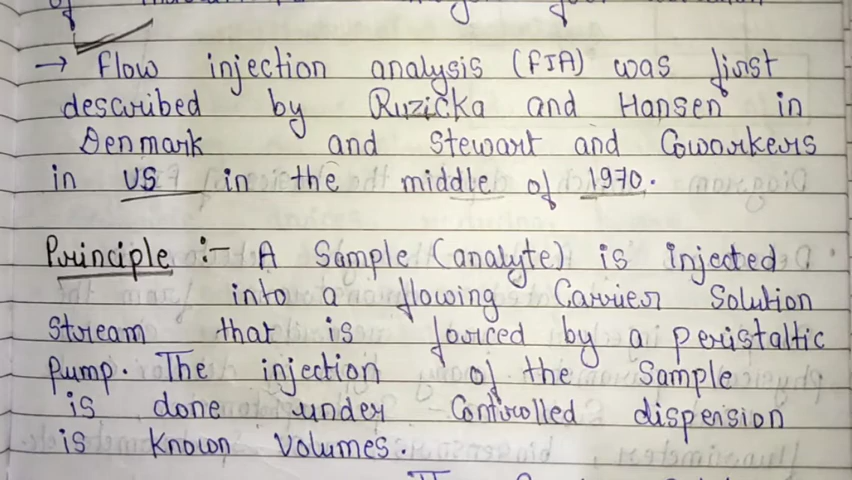 → Flow injection analysis (FIA) was first
described by Ruzicka and Hansen in
Denmark and Stewart and Coworkers
in US in the middle of 1970.
Principle :- A Sample (analyte) is injected
into a flowing Carrier Solution
Stream that is forced by a peristaltic
pump. The injection of the Sample
is done under Controlled dispension
is Known Volumes.